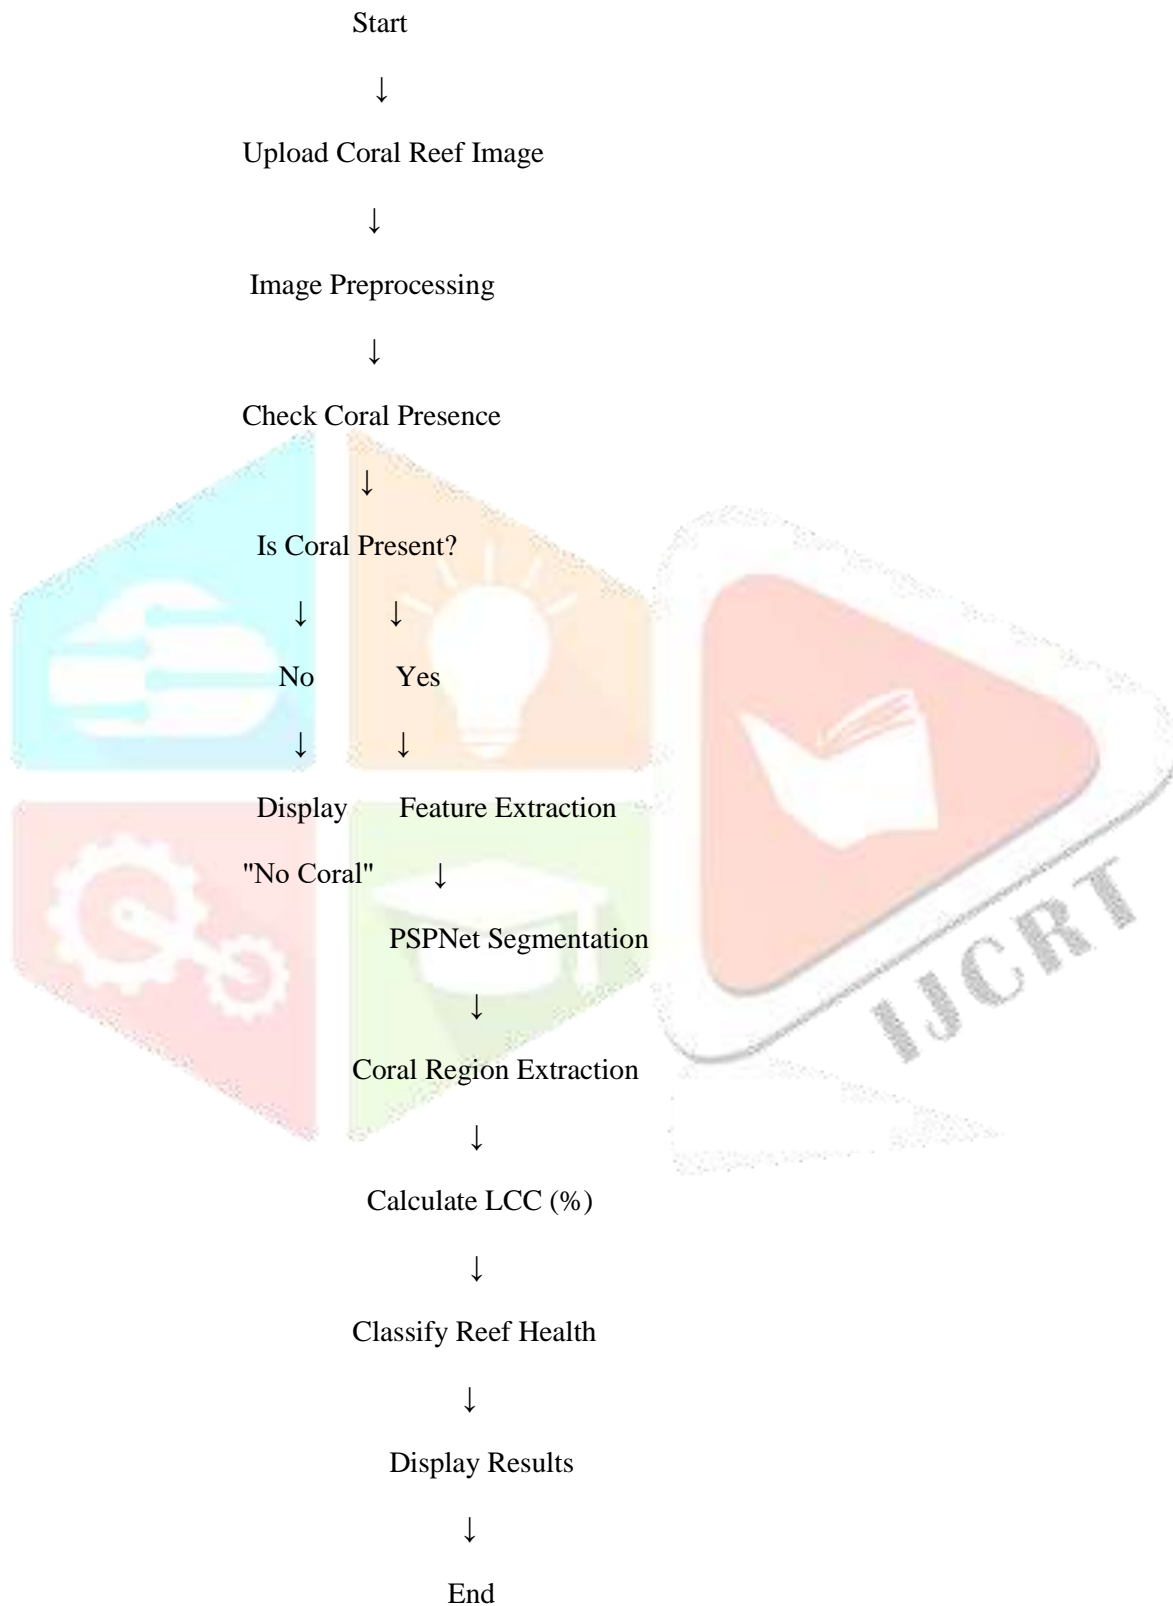 Start
↓
Upload Coral Reef Image
↓
Image Preprocessing
↓
Check Coral Presence
↓
Is Coral Present?
↓ ↓
No Yes
↓ ↓
Display Feature Extraction
"No Coral" ↓
PSPNet Segmentation
↓
Coral Region Extraction
↓
Calculate LCC (%)
↓
Classify Reef Health
↓
Display Results
↓
End
IJCRT